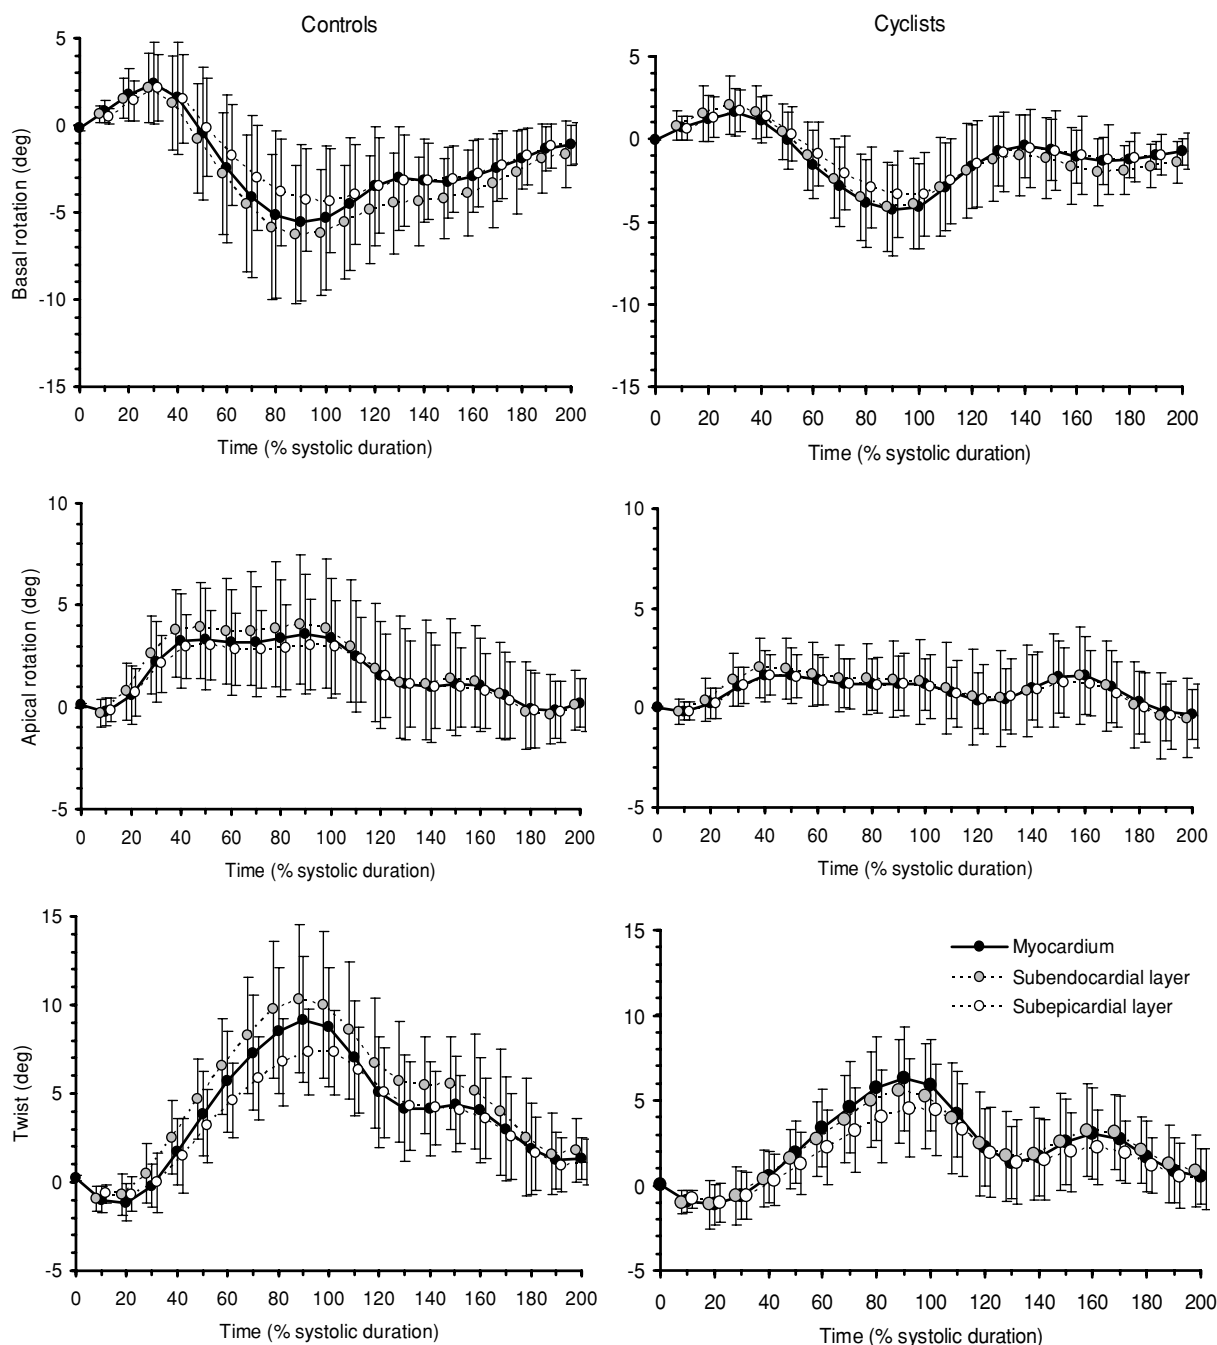 Controls
Cyclists
5
0
-5
-10
-15
Basal rotation (deg)
0 20 40 60 80 100 120 140 160 180 200
Time (% systolic duration)
5
0
-5
-10
-15
0 20 40 60 80 100 120 140 160 180 200
Time (% systolic duration)
10
5
0
-5
Apical rotation (deg)
0 20 40 60 80 100 120 140 160 180 200
Time (% systolic duration)
10
5
0
-5
0 20 40 60 80 100 120 140 160 180 200
Time (% systolic duration)
15
10
5
0
-5
Twist (deg)
0 20 40 60 80 100 120 140 160 180 200
Time (% systolic duration)
15
10
5
0
-5
Myocardium
Subendocardial layer
Subepicardial layer
0 20 40 60 80 100 120 140 160 180 200
Time (% systolic duration)